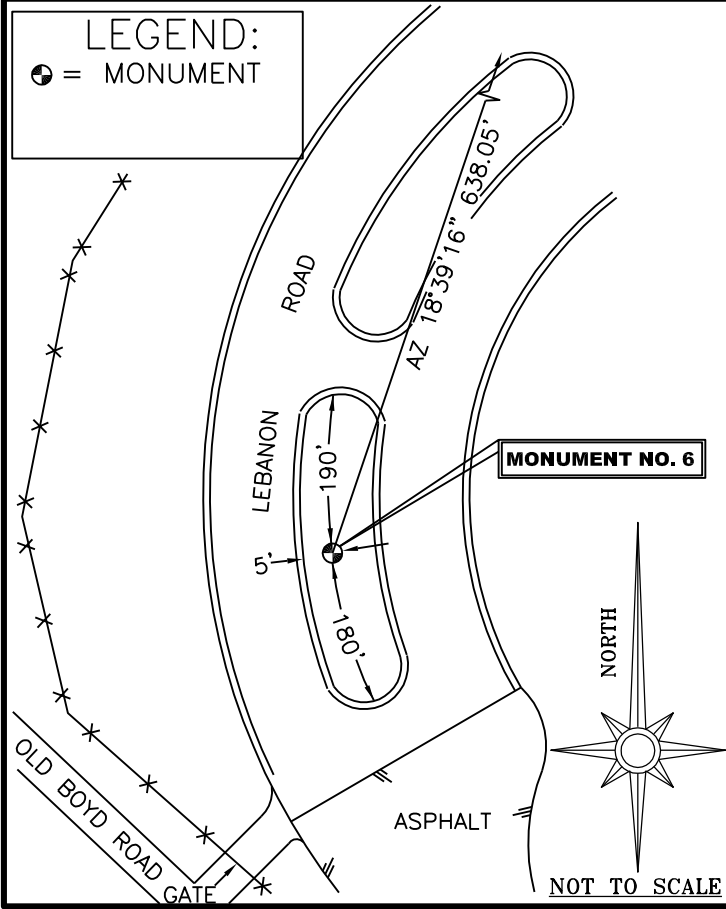 LEGEND:
= MONUMENT
ROAD
AZ 18°39'16" 638.05'
LEBANON
190'
MONUMENT NO. 6
5'
180'
NORTH
OLD BOYD ROAD
ASPHALT
GATE
NOT TO SCALE